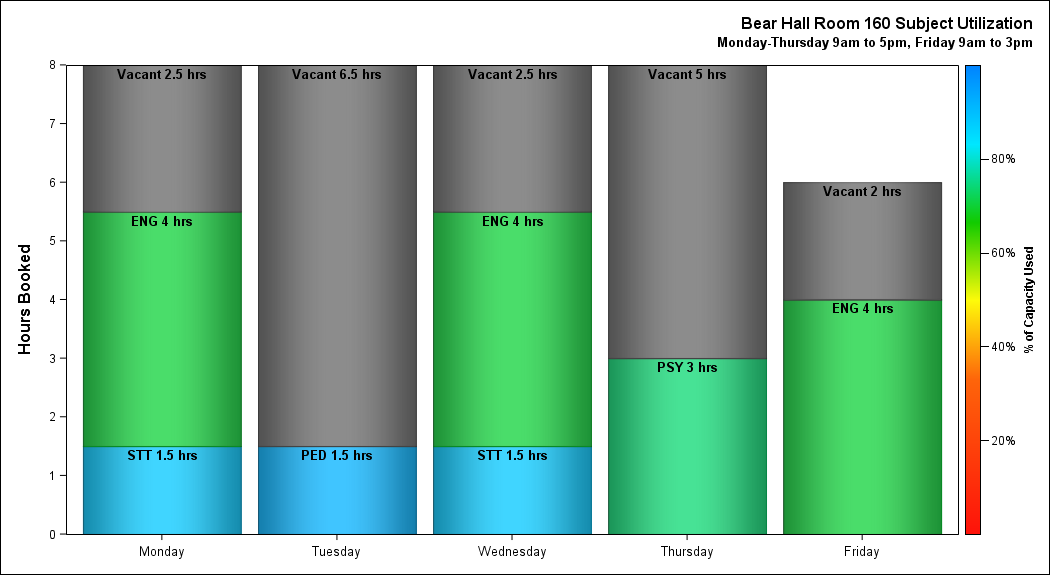 Bear Hall Room 160 Subject Utilization
Monday-Thursday 9am to 5pm, Friday 9am to 3pm
Hours Booked
8
7
6
5
4
3
2
1
0
Vacant 2.5 hrs
ENG 4 hrs
STT 1.5 hrs
Vacant 6.5 hrs
PED 1.5 hrs
Vacant 2.5 hrs
ENG 4 hrs
STT 1.5 hrs
Vacant 5 hrs
PSY 3 hrs
Vacant 2 hrs
ENG 4 hrs
Monday
Tuesday
Wednesday
Thursday
Friday
80%
60%
40%
20%
% of Capacity Used